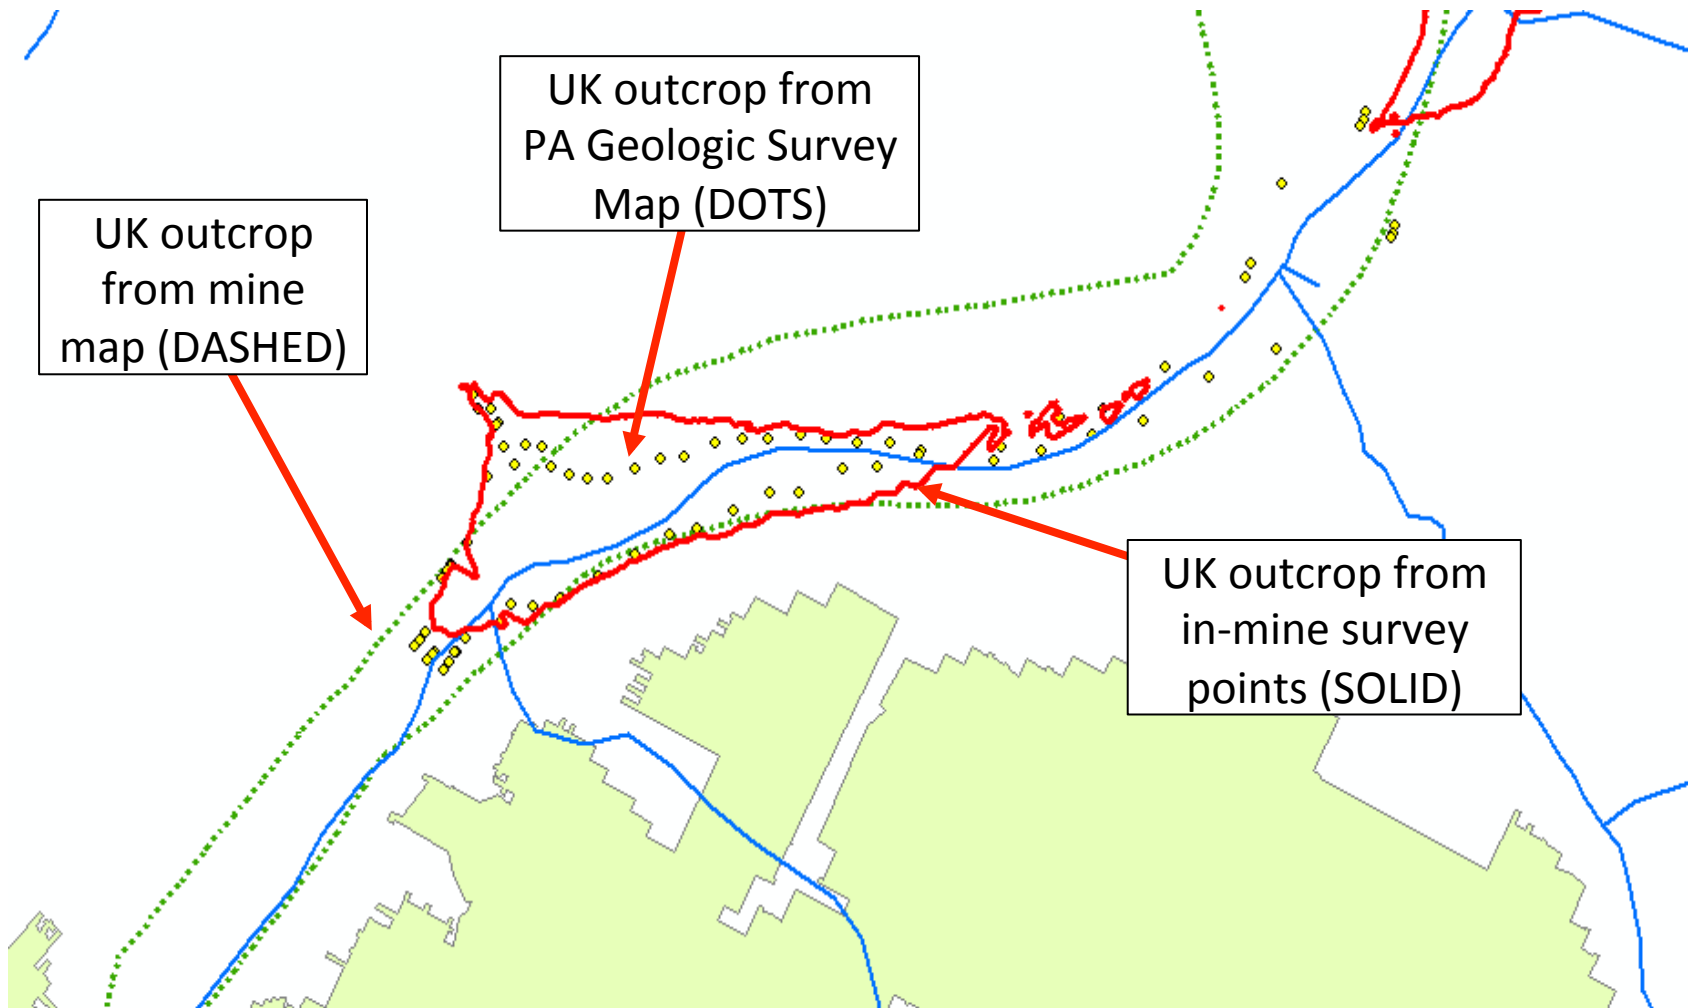 UK outcrop from
PA Geologic Survey
Map (DOTS)
UK outcrop
from mine
map (DASHED)
UK outcrop from
in-mine survey
points (SOLID)